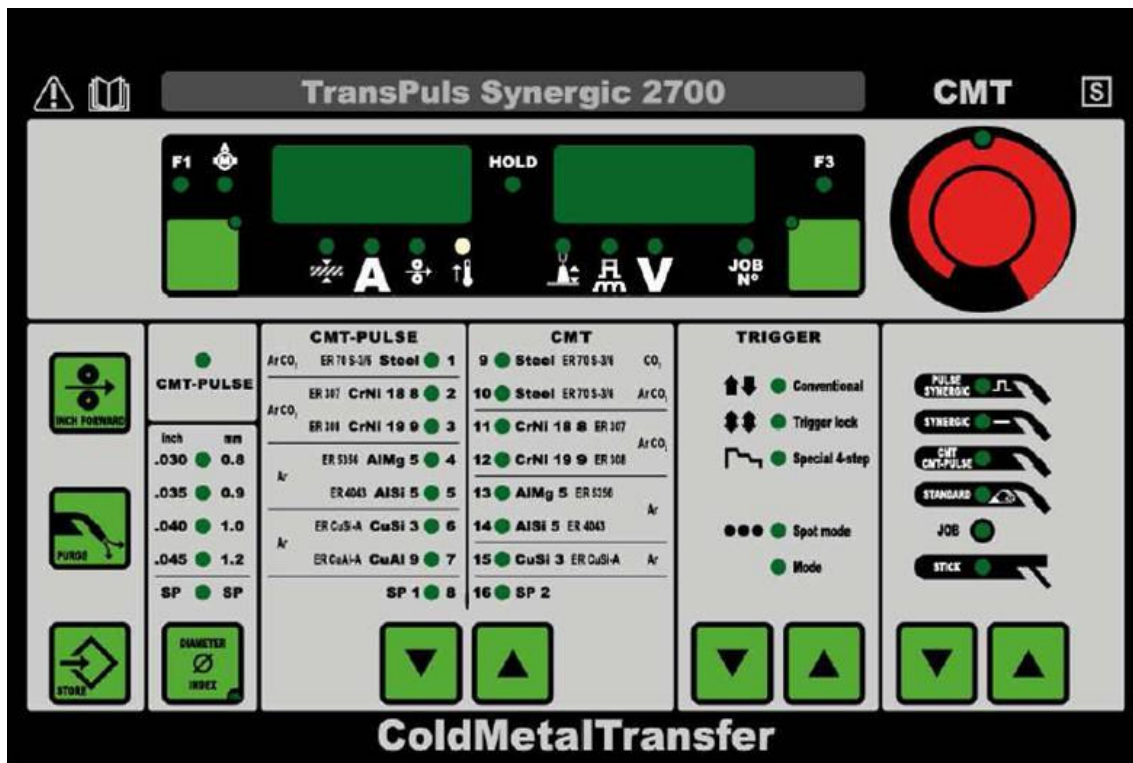 TransPuls Synergic 2700
CMT
S
F1
A
M
HOLD
F3
A
V
JOB
N°
INCH FORWARD
PURGE
STORE
CMT-PULSE
inch mm
.030 0.8
.035 0.9
.040 1.0
.045 1.2
SP SP
DIAMETER
Ø
INDEX
CMT-PULSE
ArCO₂ ER 70 S-3/6 Steel 1
ER 307 CrNi 18 8 2
ArCO₂
ER 308 CrNi 19 9 3
ER 5356 AlMg 5 4
Ar
ER 4043 AlSi 5 5
ER CuSi-A CuSi 3 6
Ar
ER CuAl-A CuAl 9 7
SP 1 8
CMT
9 Steel ER 70 S-3/6 CO₂
10 Steel ER 70 S-3/6 ArCO₂
11 CrNi 18 8 ER 307
ArCO₂
12 CrNi 19 9 ER 308
13 AlMg 5 ER 5356
Ar
14 AlSi 5 ER 4043
15 CuSi 3 ER CuSi-A Ar
16 SP 2
TRIGGER
Conventional
Trigger lock
Special 4-step
Spot mode
Mode
PULSE
SYNERGIC
SYNERGIC
CMT
CMT-PULSE
STANDARD
JOB
STICK
ColdMetalTransfer